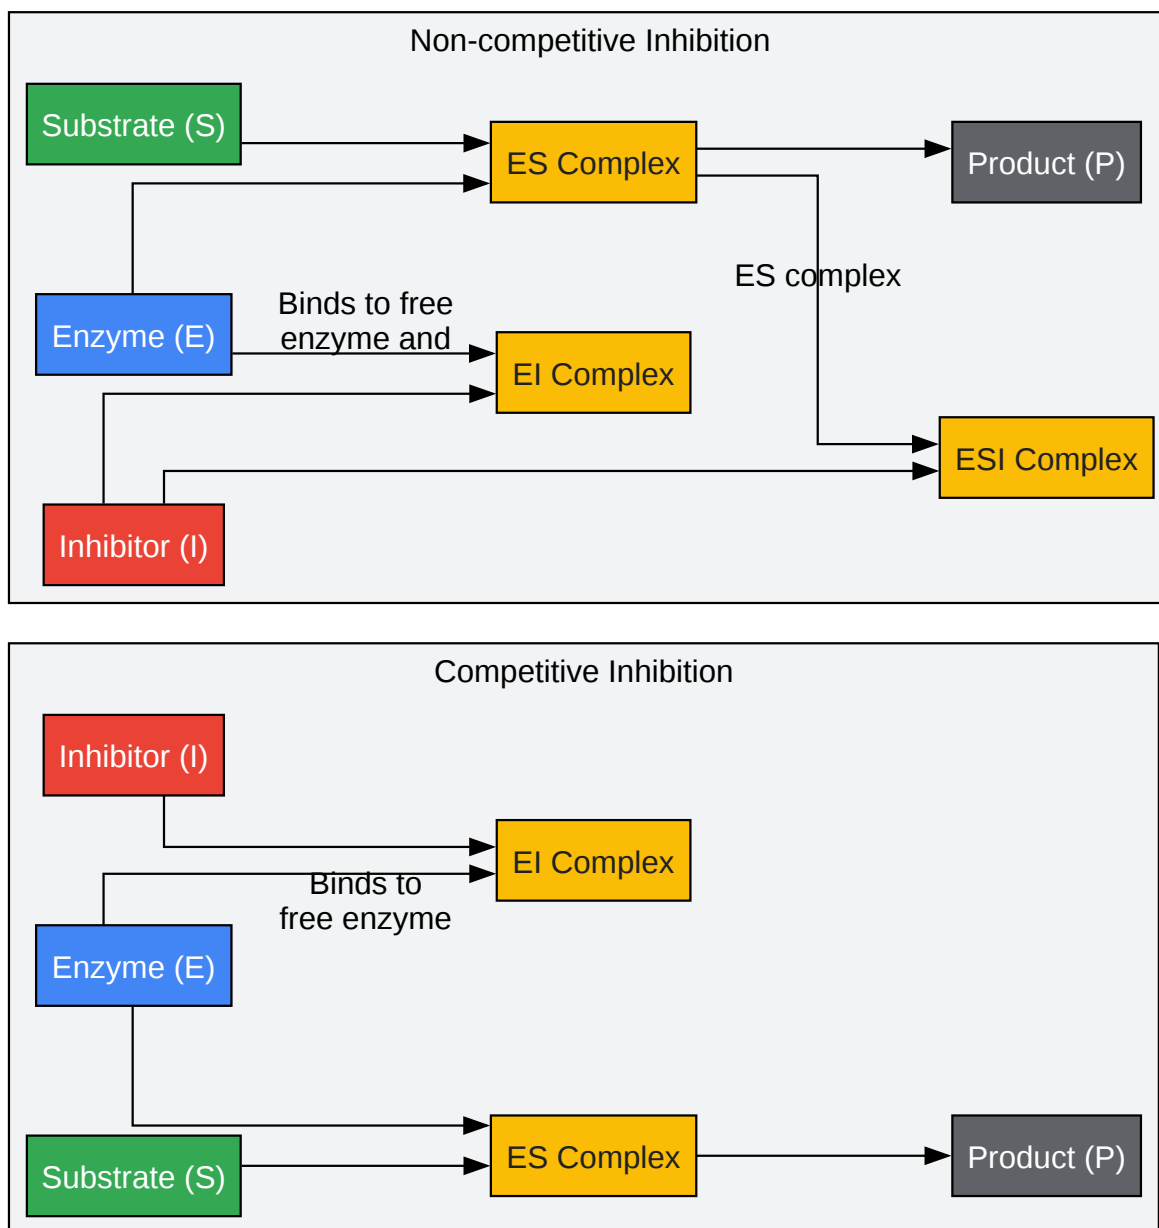 Non-competitive Inhibition
Substrate (S)
ES Complex
Product (P)
ES complex
Binds to free
enzyme and
Enzyme (E)
EI Complex
ESI Complex
Inhibitor (I)
Competitive Inhibition
Inhibitor (I)
EI Complex
Binds to
free enzyme
Enzyme (E)
ES Complex
Product (P)
Substrate (S)